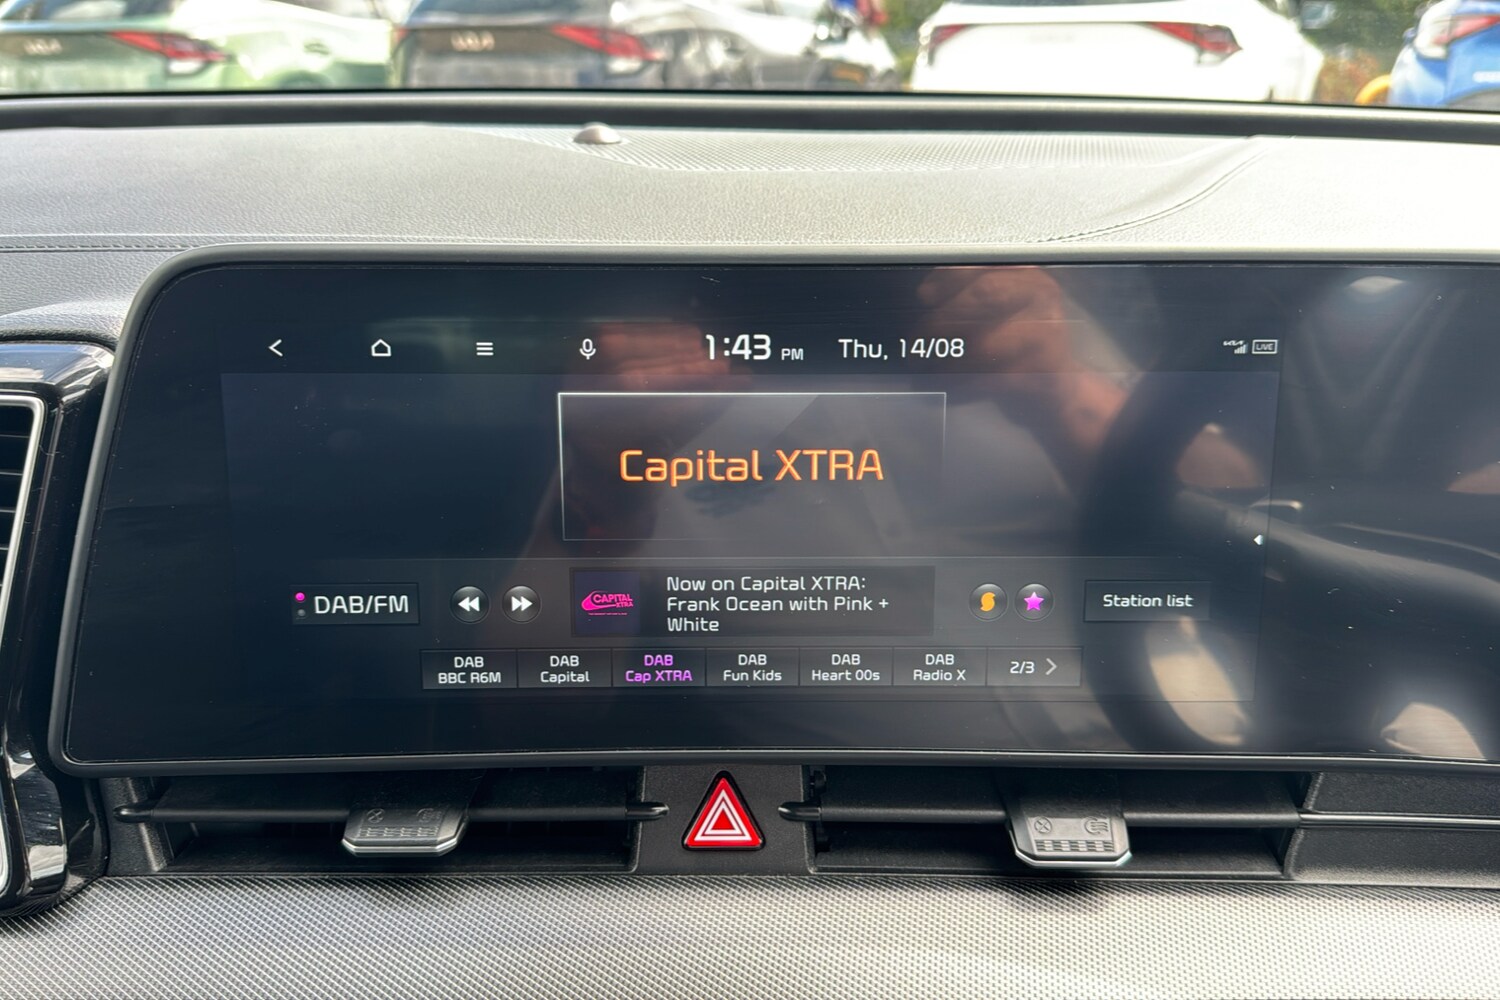 1:43 PM Thu, 14/08
LIVE
Capital XTRA
DAB/FM
CAPITAL
XTRA
Now on Capital XTRA:
Frank Ocean with Pink +
White
Station list
DAB
BBC R6M
DAB
Capital
DAB
Cap XTRA
DAB
Fun Kids
DAB
Heart 00s
DAB
Radio X
2/3